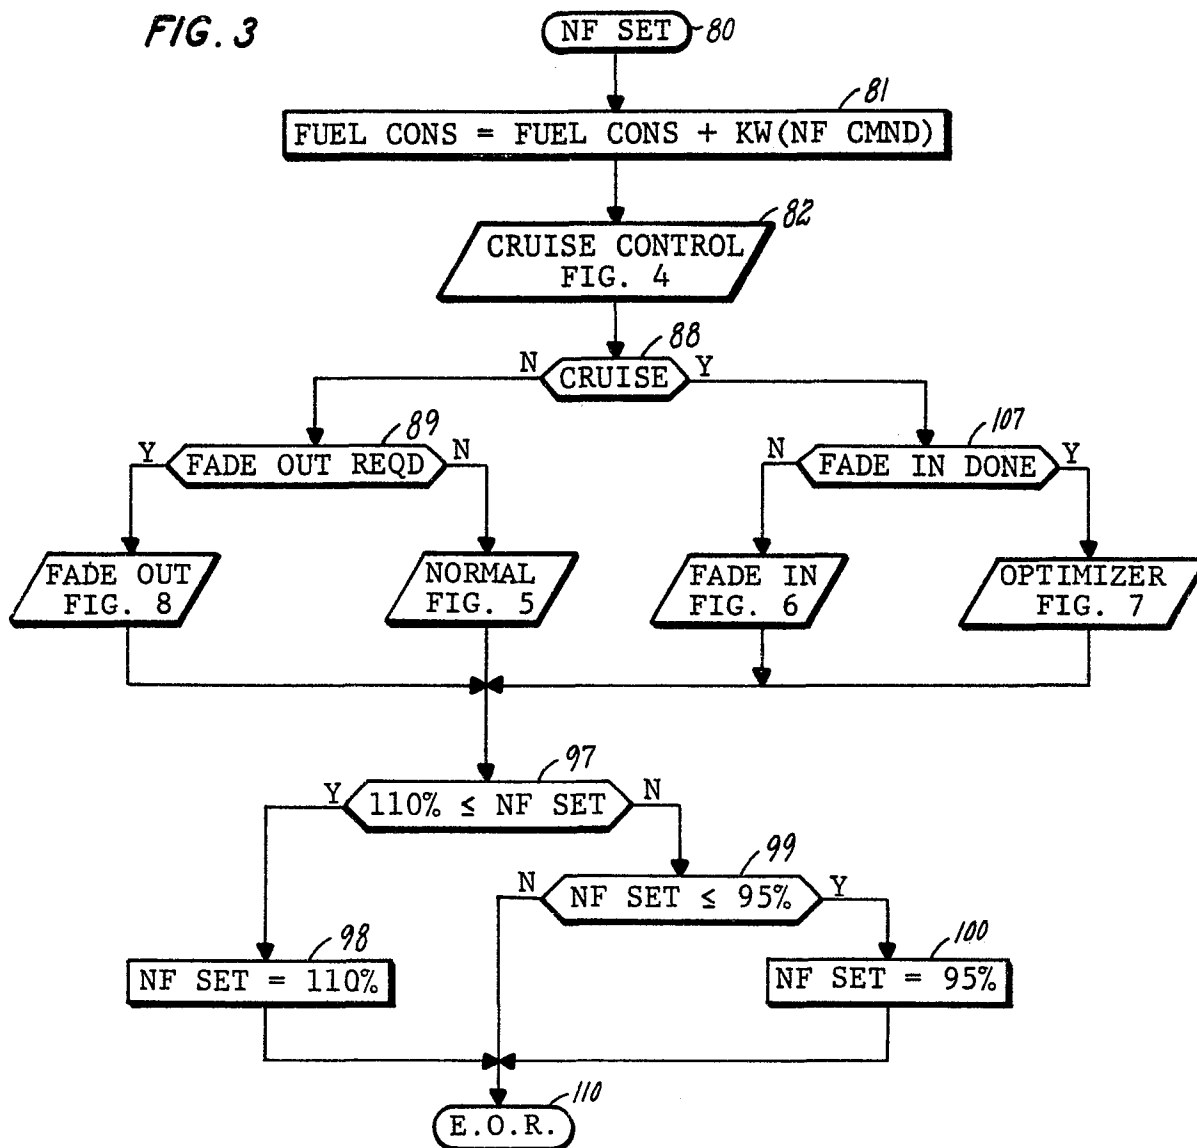 FIG. 3
NF SET
80
81
FUEL CONS = FUEL CONS + KW(NF CMND)
82
CRUISE CONTROL
FIG. 4
88
N
CRUISE
Y
89
107
Y
FADE OUT REQD
N
N
FADE IN DONE
Y
FADE OUT
FIG. 8
NORMAL
FIG. 5
FADE IN
FIG. 6
OPTIMIZER
FIG. 7
97
Y
110% ≤ NF SET
N
99
N
NF SET ≤ 95%
Y
98
100
NF SET = 110%
NF SET = 95%
110
E.O.R.